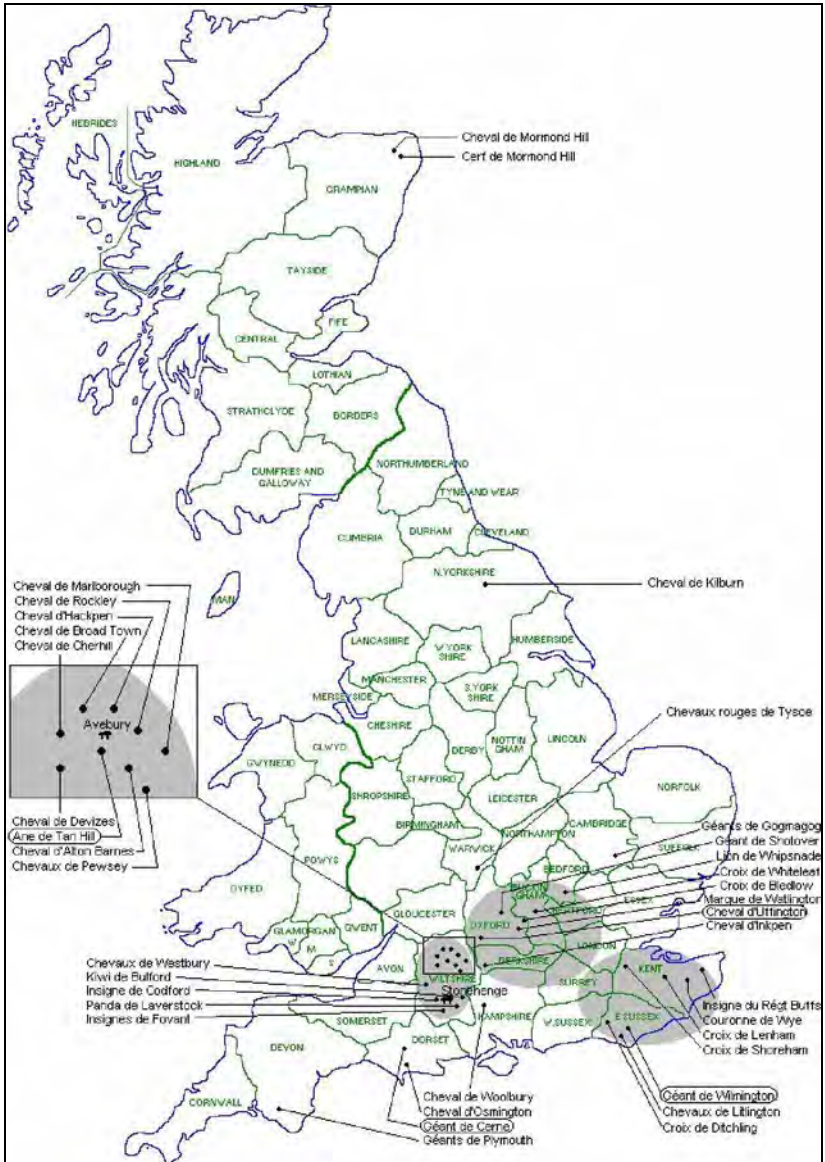 Cheval de Mormond Hill
Cerf de Mormond Hill
HEBRIDES
HIGHLAND
GRAMPIAN
TAYSIDE
FIFE
CENTRAL
LOTHIAN
STRATHCLYDE
BORDERS
DUMFRIES AND
GALLOWAY
NORTHUMBERLAND
TYNE AND WEAR
DURHAM
CLEVELAND
CUMBRIA
N.YORKSHIRE
Cheval de Kilburn
MAN
LANCASHIRE
W.YORK
SHIRE
HUMBERSIDE
MANCHESTER
S.YORK
SHIRE
MERSEYSIDE
Cheval de Marlborough
Cheval de Rockley
Cheval d'Hackpen
Cheval de Broad Town
Cheval de Cherhill
Avebury
Cheval de Devizes
Ane de Tan Hill
Cheval d'Alton Barnes
Chevaux de Pewsey
CHESHIRE
DERBY
NOTTIN
GHAM
LINCOLN
Chevaux rouges de Tysoe
GWYNEDD
CLWYD
STAFFORD
SHROPSHIRE
LEICESTER
NORFOLK
BIRMINGHAM
NORTHAMPTON
CAMBRIDGE
SUFFOLK
POWYS
WARWICK
BEDFORD
ESSEX
DYFED
GLOUCESTER
BUCKIN
GHAM
OXFORD
GLAMORGAN
W
M
S
GWENT
AVON
WILTSHIRE
BERKSHIRE
LONDON
SURREY
KENT
Géants de Gogmagog
Géant de Shotover
Lion de Whipsnade
Croix de Whiteleaf
Croix de Bledlow
Marque de Watlington
Cheval d'Uffington
Cheval d'Inkpen
Chevaux de Westbury
Kiwi de Bulford
Insigne de Codford
Panda de Laverstock
Insignes de Fovant
Stonehenge
SOMERSET
HAMPSHIRE
W.SUSSEX
E.SUSSEX
DEVON
DORSET
CORNWALL
Insigne du Régt Buffs
Couronne de Wye
Croix de Lenham
Croix de Shoreham
Cheval de Woolbury
Cheval d'Osmington
Géant de Cerne
Géants de Plymouth
Géant de Wilmington
Chevaux de Litlington
Croix de Ditchling